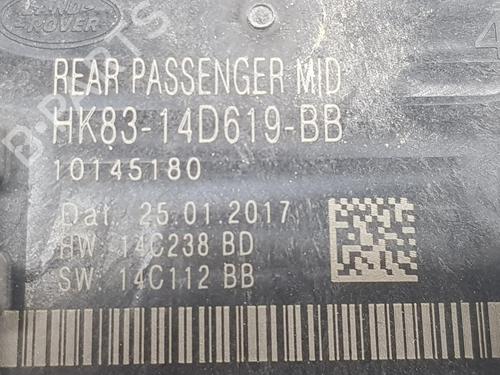 LAND-
ROVER
REAR PASSENGER MID
HK83-14D619-BB
10145180
Dat. 25.01.2017
HW: 14C238 BD
SW: 14C112 BB
B-PARTS